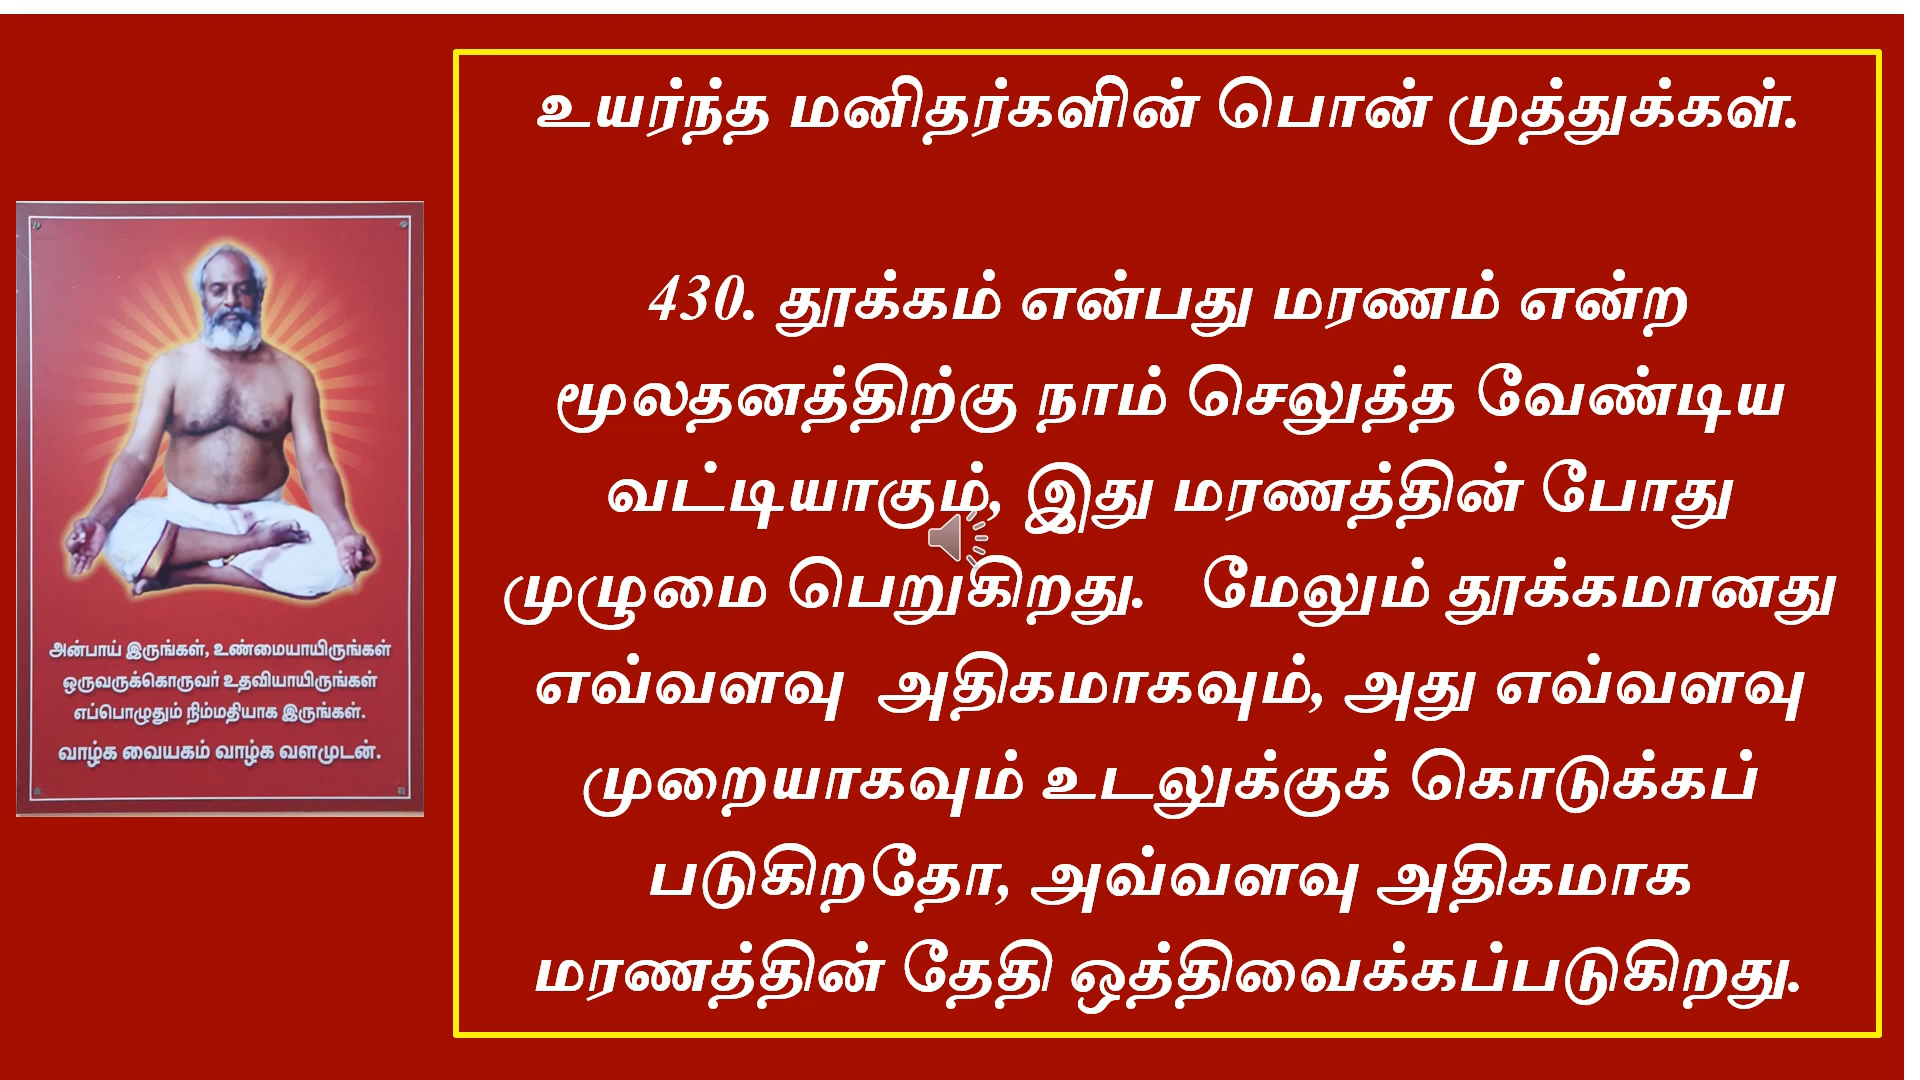 உயர்ந்த மனிதர்களின் பொன் முத்துக்கள்.
430. தூக்கம் என்பது மரணம் என்ற
மூலதனத்திற்கு நாம் செலுத்த வேண்டிய
வட்டியாகும், இது மரணத்தின் போது
முழுமை பெறுகிறது. மேலும் தூக்கமானது
எவ்வளவு அதிகமாகவும், அது எவ்வளவு
முறையாகவும் உடலுக்குக் கொடுக்கப்
படுகிறதோ, அவ்வளவு அதிகமாக
மரணத்தின் தேதி ஒத்திவைக்கப்படுகிறது.
அன்பாய் இருங்கள், உண்மையாயிருங்கள்
ஒருவருக்கொருவர் உதவியாயிருங்கள்
எப்பொழுதும் நிம்மதியாக இருங்கள்.
வாழ்க வையகம் வாழ்க வளமுடன்.